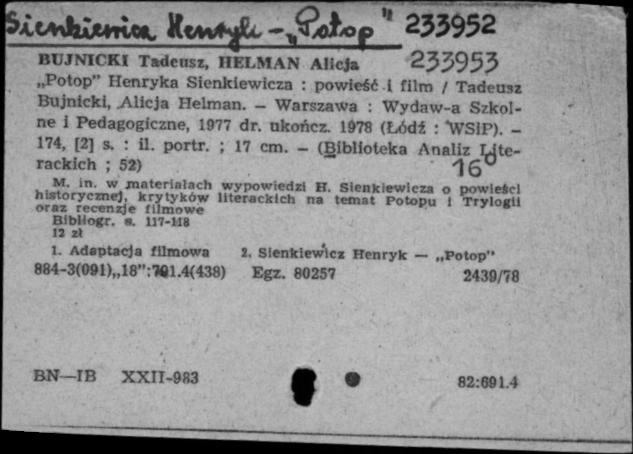 Sienkiewicz Henryk - „Potop" 233952
BUJNICKI Tadeusz, HELMAN Alicja 233953
„Potop” Henryka Sienkiewicza : powieść i film / Tadeusz
Bujnicki, Alicja Helman. – Warszawa : Wydaw-a Szkol-
ne i Pedagogiczne, 1977 dr. ukończ. 1978 (Łódź : WSiP). –
174, [2] s. : il. portr. ; 17 cm. – (Biblioteka Analiz Lite-
rackich ; 52) 16°
M. in. w materiałach wypowiedzi H. Sienkiewicza o powieści
historycznej, krytyków literackich na temat Potopu i Trylogii
oraz recenzje filmowe
Bibliogr. s. 117-118
12 zł
1. Adaptacja filmowa 2. Sienkiewicz Henryk — „Potop”
884-3(091)„18”:791.4(438) Egz. 80257 2439/78
BN—IB XXII-983 82:691.4